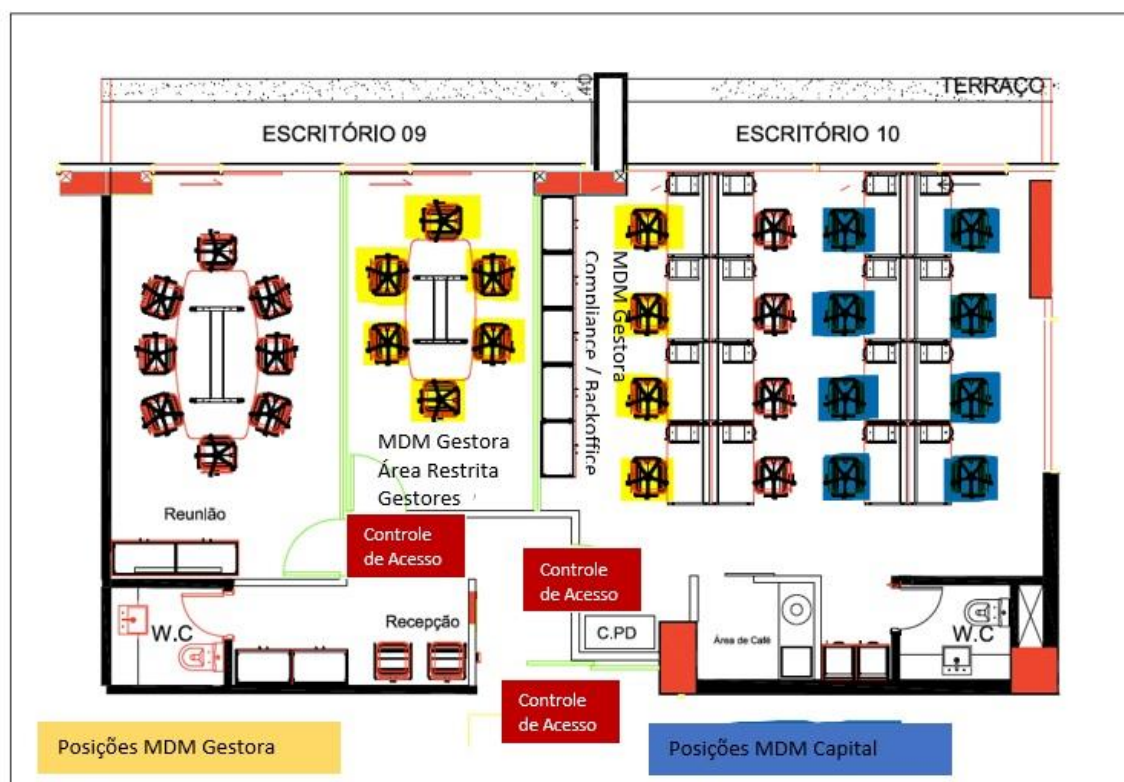 40
TERRAÇO
ESCRITÓRIO 09
ESCRITÓRIO 10
MDM Gestora
Compliance / Backoffice
MDM Gestora
Área Restrita
Gestores
Reunião
Controle
de Acesso
Controle
de Acesso
Recepção
W.C
C.PD
Área de Café
W.C
Controle
de Acesso
Posições MDM Gestora
Posições MDM Capital